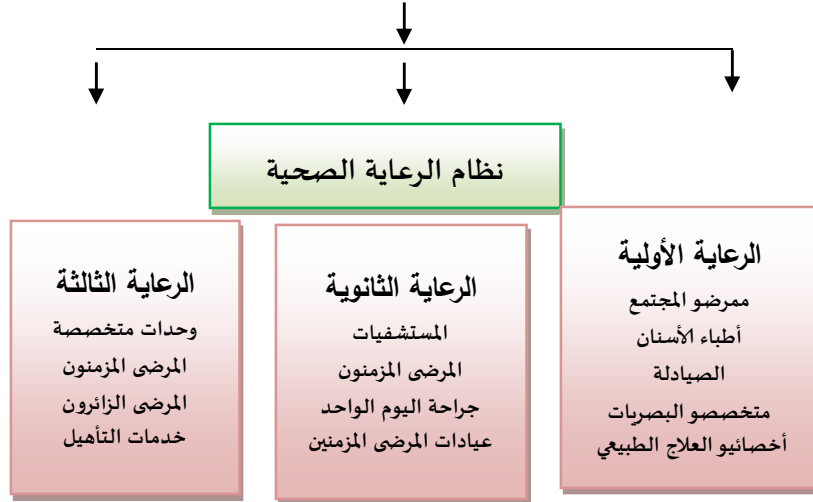 نظام الرعاية الصحية
الرعاية الأولية
ممرضو المجتمع
أطباء الأسنان
الصيادلة
متخصصو البصريات
أخصائيو العلاج الطبيعي
الرعاية الثانوية
المستشفيات
المرضى المزمنون
جراحة اليوم الواحد
عيادات المرضى المزمنين
الرعاية الثالثة
وحدات متخصصة
المرضى المزمنون
المرضى الزائرون
خدمات التأهيل